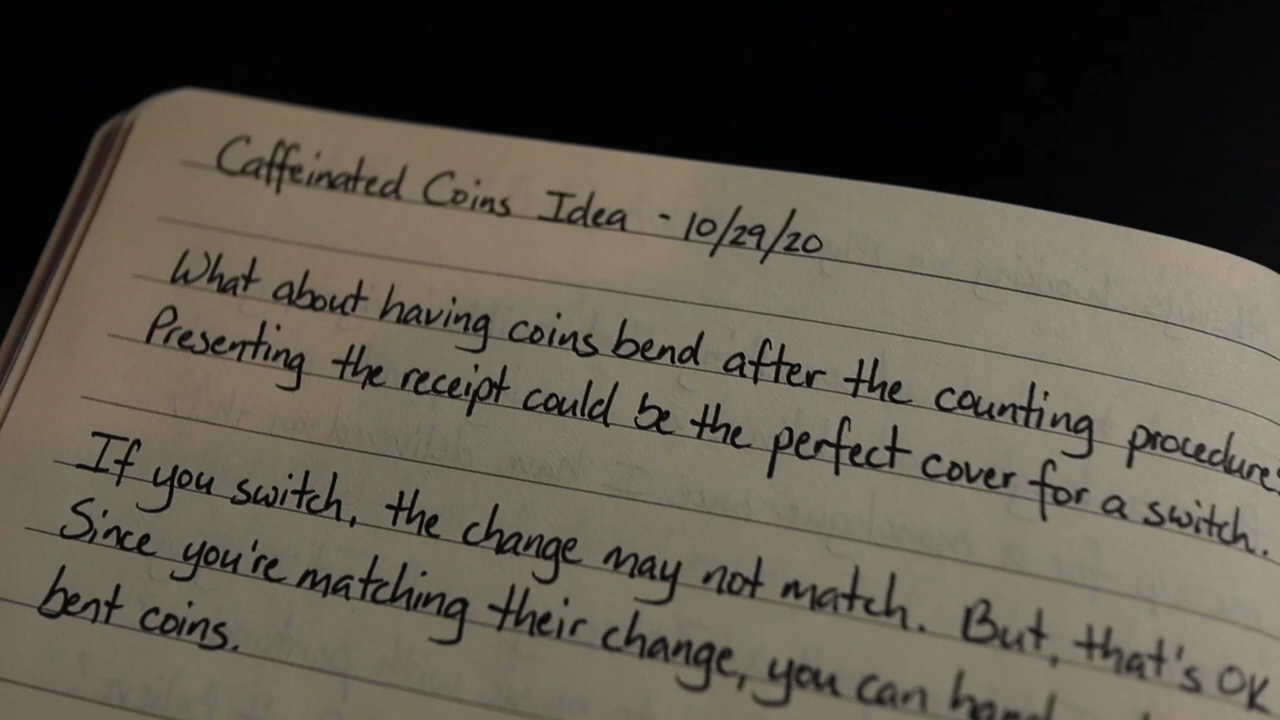 Caffeinated Coins Idea - 10/29/20
What about having coins bend after the counting procedure?
Presenting the receipt could be the perfect cover for a switch.
If you switch, the change may not match. But, that's OK
Since you're matching their change, you can
bent coins.